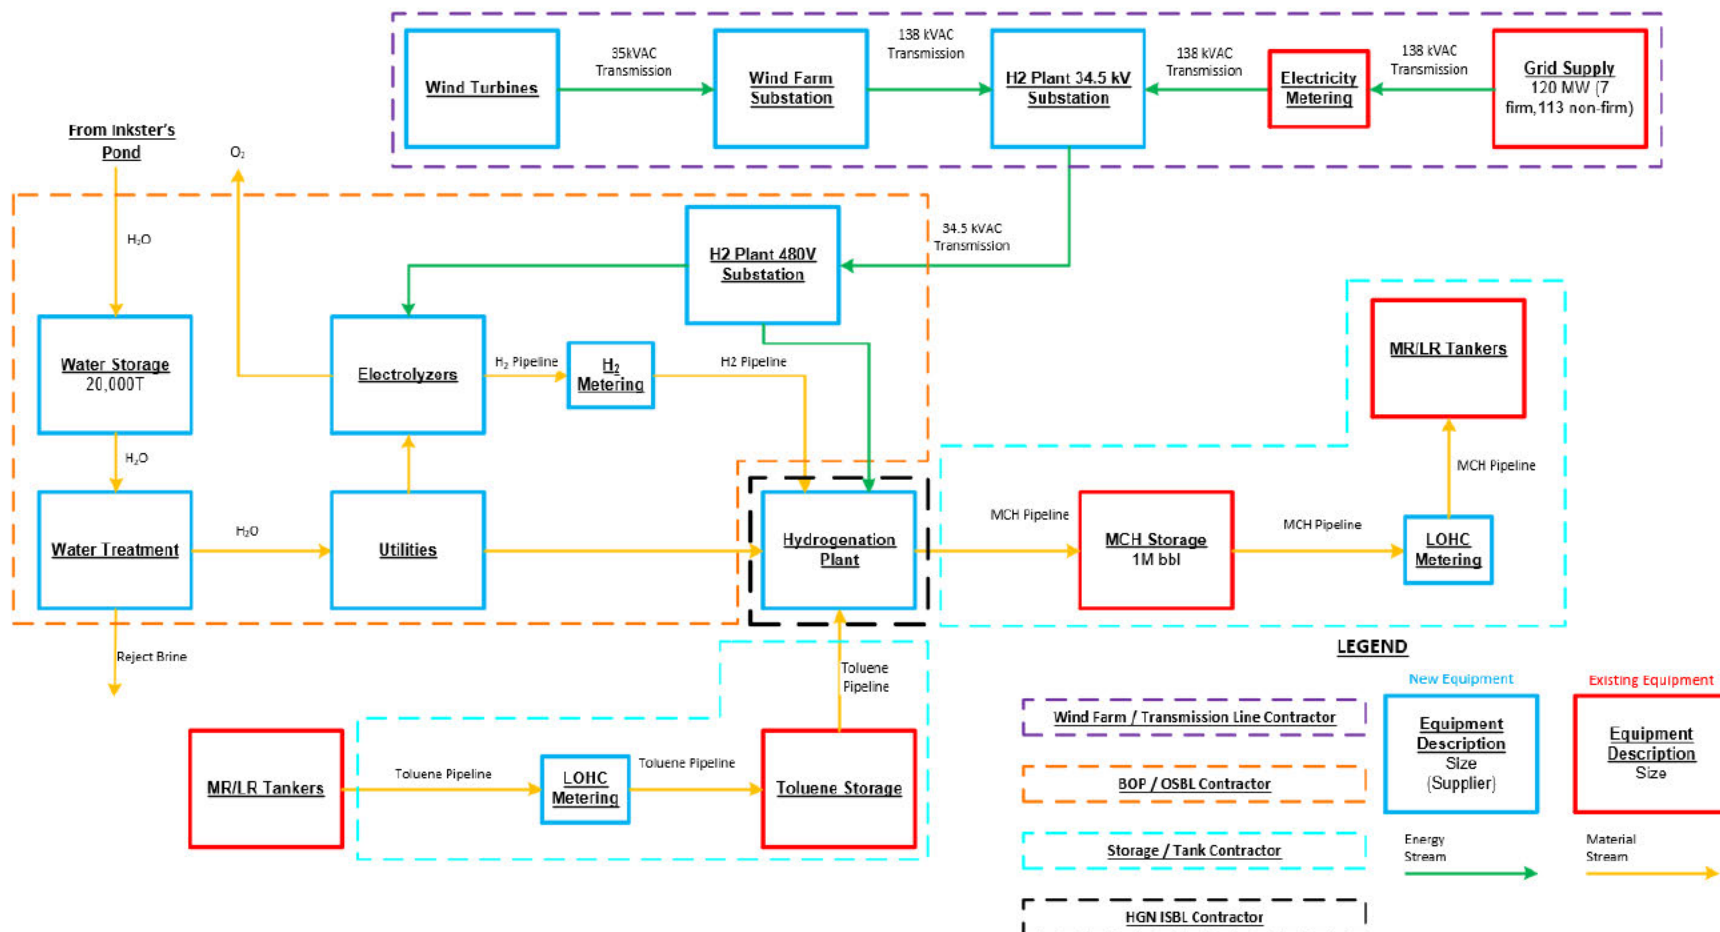 35kVAC
Transmission
138 kVAC
Transmission
138 kVAC
Transmission
138 kVAC
Transmission
Wind Turbines
Wind Farm
Substation
H2 Plant 34.5 kV
Substation
Electricity
Metering
Grid Supply
120 MW (7
firm,113 non-firm)
From Inkster's
Pond
O₂
H₂O
34.5 kVAC
Transmission
H2 Plant 480V
Substation
Water Storage
20,000T
Electrolyzers
H₂ Pipeline
H₂
Metering
H2 Pipeline
MR/LR Tankers
H₂O
MCH Pipeline
Water Treatment
H₂O
Utilities
Hydrogenation
Plant
MCH Pipeline
MCH Storage
1M bbl
MCH Pipeline
LOHC
Metering
Reject Brine
Toluene
Pipeline
MR/LR Tankers
Toluene Pipeline
LOHC
Metering
Toluene Pipeline
Toluene Storage
LEGEND
New Equipment
Existing Equipment
Wind Farm / Transmission Line Contractor
BOP / OSBL Contractor
Storage / Tank Contractor
HGN ISBL Contractor
Equipment
Description
Size
(Supplier)
Equipment
Description
Size
Energy
Stream
Material
Stream